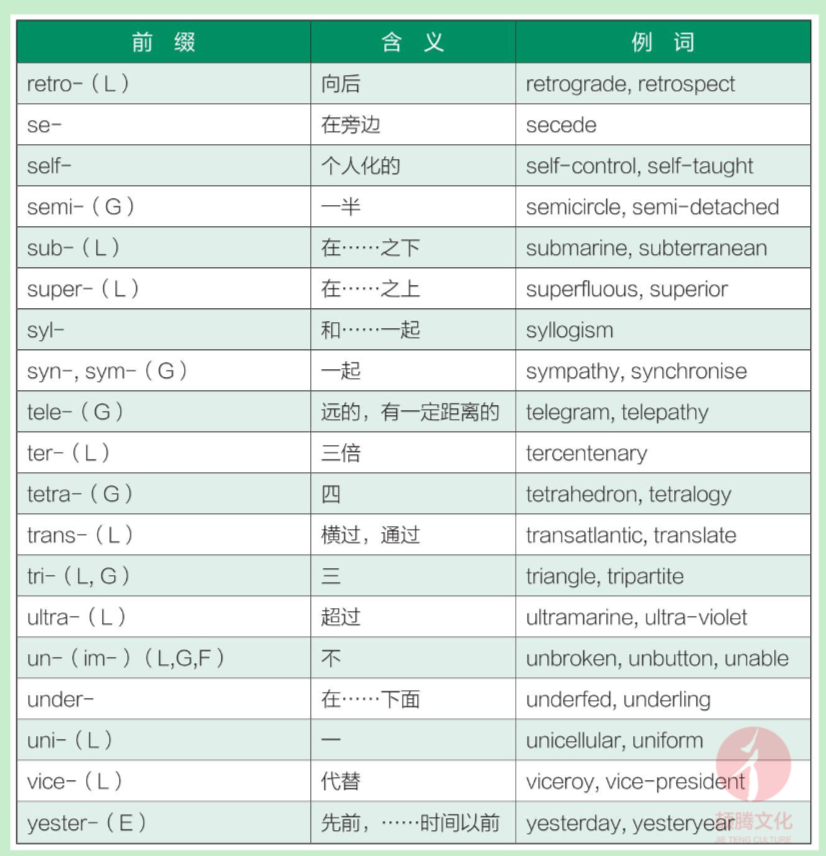 前 缀 含 义 例 词
retro-（L） 向后 retrograde, retrospect
se- 在旁边 secede
self- 个人化的 self-control, self-taught
semi-（G） 一半 semicircle, semi-detached
sub-（L） 在……之下 submarine, subterranean
super-（L） 在……之上 superfluous, superior
syl- 和……一起 syllogism
syn-, sym-（G） 一起 sympathy, synchronise
tele-（G） 远的，有一定距离的 telegram, telepathy
ter-（L） 三倍 tercentenary
tetra-（G） 四 tetrahedron, tetralogy
trans-（L） 横过，通过 transatlantic, translate
tri-（L, G） 三 triangle, tripartite
ultra-（L） 超过 ultramarine, ultra-violet
un-（im-）（L,G,F） 不 unbroken, unbutton, unable
under- 在……下面 underfed, underling
uni-（L） 一 unicellular, uniform
vice-（L） 代替 viceroy, vice-president
yester-（E） 先前，……时间以前 yesterday, yesteryear
腾文化
TENG CULTURE